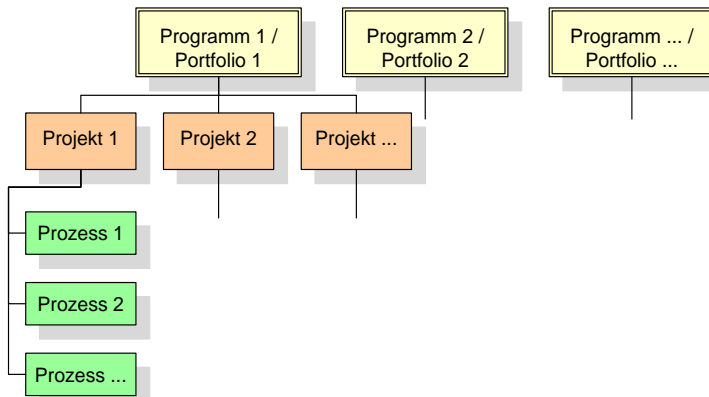 Programm 1 /
Portfolio 1
Programm 2 /
Portfolio 2
Programm ... /
Portfolio ...
Projekt 1
Projekt 2
Projekt ...
Prozess 1
Prozess 2
Prozess ...